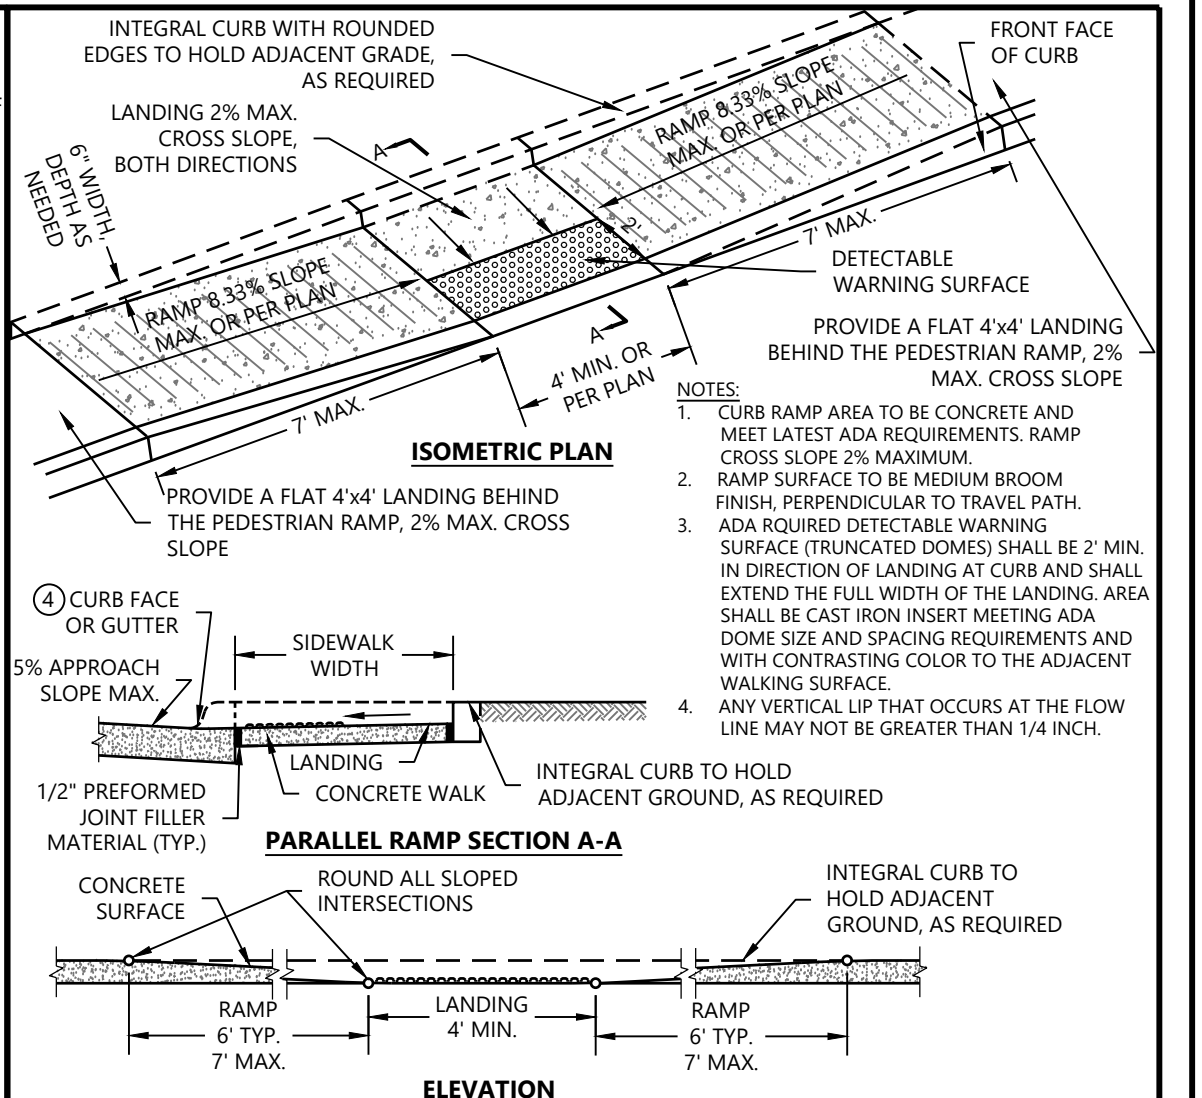 INTEGRAL CURB WITH ROUNDED
EDGES TO HOLD ADJACENT GRADE,
AS REQUIRED
FRONT FACE
OF CURB
LANDING 2% MAX.
CROSS SLOPE,
BOTH DIRECTIONS
A
RAMP 8.33% SLOPE
MAX. OR PER PLAN
6" WIDTH,
DEPTH AS
NEEDED
2'
7' MAX.
DETECTABLE
WARNING SURFACE
RAMP 8.33% SLOPE
MAX. OR PER PLAN
A
4' MIN. OR
PER PLAN
PROVIDE A FLAT 4'x4' LANDING
BEHIND THE PEDESTRIAN RAMP, 2%
MAX. CROSS SLOPE
7' MAX.
ISOMETRIC PLAN
PROVIDE A FLAT 4'x4' LANDING BEHIND
THE PEDESTRIAN RAMP, 2% MAX. CROSS
SLOPE
NOTES:
1. CURB RAMP AREA TO BE CONCRETE AND
MEET LATEST ADA REQUIREMENTS. RAMP
CROSS SLOPE 2% MAXIMUM.
2. RAMP SURFACE TO BE MEDIUM BROOM
FINISH, PERPENDICULAR TO TRAVEL PATH.
3. ADA RQUIRED DETECTABLE WARNING
SURFACE (TRUNCATED DOMES) SHALL BE 2' MIN.
IN DIRECTION OF LANDING AT CURB AND SHALL
EXTEND THE FULL WIDTH OF THE LANDING. AREA
SHALL BE CAST IRON INSERT MEETING ADA
DOME SIZE AND SPACING REQUIREMENTS AND
WITH CONTRASTING COLOR TO THE ADJACENT
WALKING SURFACE.
4. ANY VERTICAL LIP THAT OCCURS AT THE FLOW
LINE MAY NOT BE GREATER THAN 1/4 INCH.
4 CURB FACE
OR GUTTER
SIDEWALK
WIDTH
5% APPROACH
SLOPE MAX.
LANDING
CONCRETE WALK
1/2" PREFORMED
JOINT FILLER
MATERIAL (TYP.)
INTEGRAL CURB TO HOLD
ADJACENT GROUND, AS REQUIRED
PARALLEL RAMP SECTION A-A
CONCRETE
SURFACE
ROUND ALL SLOPED
INTERSECTIONS
INTEGRAL CURB TO
HOLD ADJACENT
GROUND, AS REQUIRED
RAMP
6' TYP.
7' MAX.
LANDING
4' MIN.
RAMP
6' TYP.
7' MAX.
ELEVATION